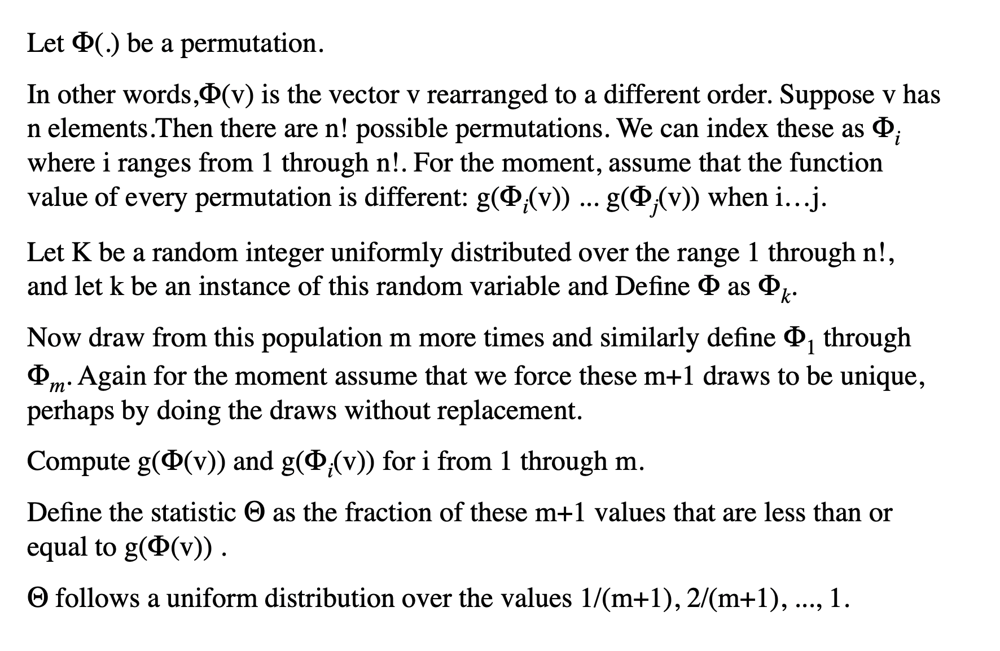 Let Φ(.) be a permutation.
In other words,Φ(v) is the vector v rearranged to a different order. Suppose v has
n elements.Then there are n! possible permutations. We can index these as Φᵢ
where i ranges from 1 through n!. For the moment, assume that the function
value of every permutation is different: g(Φᵢ(v)) ... g(Φⱼ(v)) when i…j.
Let K be a random integer uniformly distributed over the range 1 through n!,
and let k be an instance of this random variable and Define Φ as Φₖ.
Now draw from this population m more times and similarly define Φ₁ through
Φₘ. Again for the moment assume that we force these m+1 draws to be unique,
perhaps by doing the draws without replacement.
Compute g(Φ(v)) and g(Φᵢ(v)) for i from 1 through m.
Define the statistic Θ as the fraction of these m+1 values that are less than or
equal to g(Φ(v)) .
Θ follows a uniform distribution over the values 1/(m+1), 2/(m+1), ..., 1.